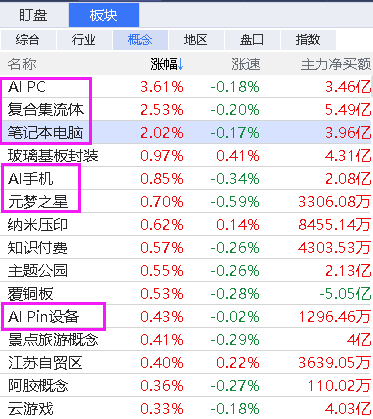 盯盘 板块
综合 行业 概念 地区 盘口 指数
名称 涨幅↓ 涨速 主力净买额
AI PC 3.61% -0.18% 3.46亿
复合集流体 2.53% -0.20% 5.49亿
笔记本电脑 2.02% -0.17% 3.96亿
玻璃基板封装 0.97% 0.41% 4.31亿
AI手机 0.85% -0.34% 2.08亿
元梦之星 0.70% -0.59% 3306.08万
纳米压印 0.62% 0.14% 8455.14万
知识付费 0.57% -0.26% 4303.53万
主题公园 0.55% -0.26% 2.13亿
覆铜板 0.53% -0.28% -5.05亿
AI Pin设备 0.43% -0.02% 1296.46万
景点旅游概念 0.41% -0.29% 4亿
江苏自贸区 0.40% 0.22% 3639.05万
阿胶概念 0.36% -0.27% 110.02万
云游戏 0.33% -0.18% 4.03亿